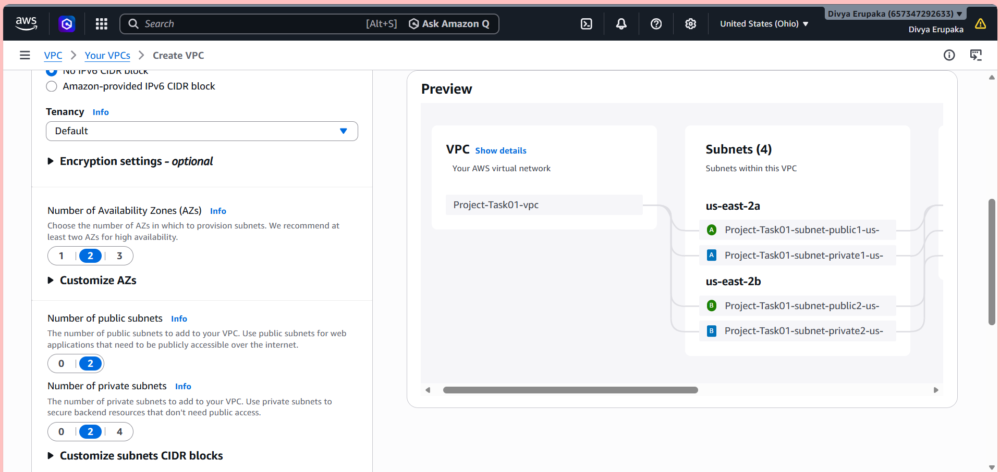 aws
Search
[Alt+S]
Ask Amazon Q
United States (Ohio)
Divya Erupaka (657347292633)
Divya Erupaka
VPC
Your VPCs
Create VPC
No IPv6 CIDR block
Amazon-provided IPv6 CIDR block
Tenancy Info
Default
Encryption settings - optional
Number of Availability Zones (AZs) Info
Choose the number of AZs in which to provision subnets. We recommend at
least two AZs for high availability.
1 2 3
Customize AZs
Number of public subnets Info
The number of public subnets to add to your VPC. Use public subnets for web
applications that need to be publicly accessible over the internet.
0 2
Number of private subnets Info
The number of private subnets to add to your VPC. Use private subnets to
secure backend resources that don't need public access.
0 2 4
Customize subnets CIDR blocks
Preview
VPC Show details
Your AWS virtual network
Project-Task01-vpc
Subnets (4)
Subnets within this VPC
us-east-2a
A Project-Task01-subnet-public1-us-
A Project-Task01-subnet-private1-us-
us-east-2b
B Project-Task01-subnet-public2-us-
B Project-Task01-subnet-private2-us-